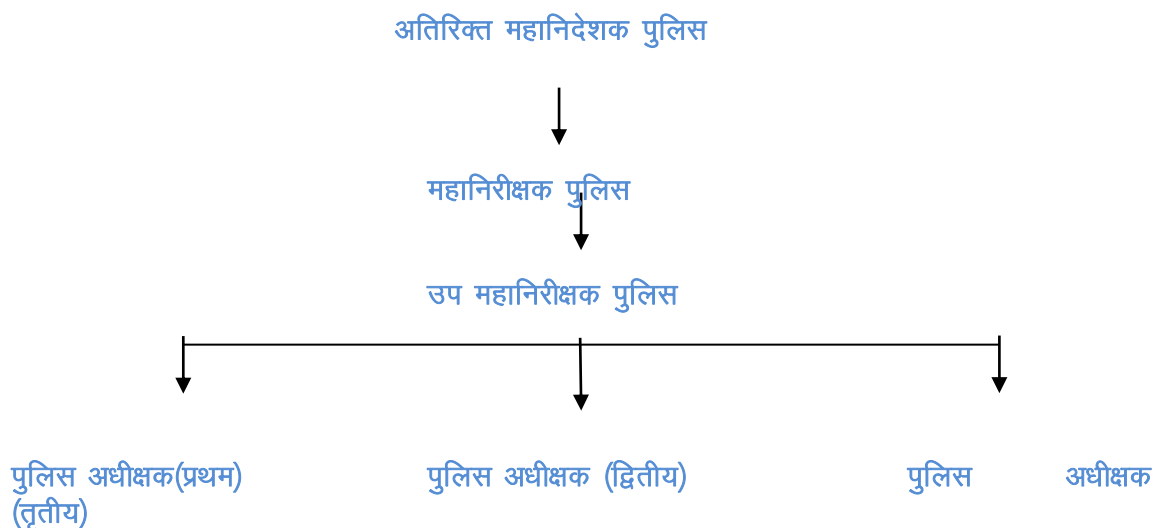 अतिरिक्त महानिदेशक पुलिस
महानिरीक्षक पुलिस
उप महानिरीक्षक पुलिस
पुलिस अधीक्षक(प्रथम) पुलिस अधीक्षक (द्वितीय) पुलिस अधीक्षक
(तृतीय)